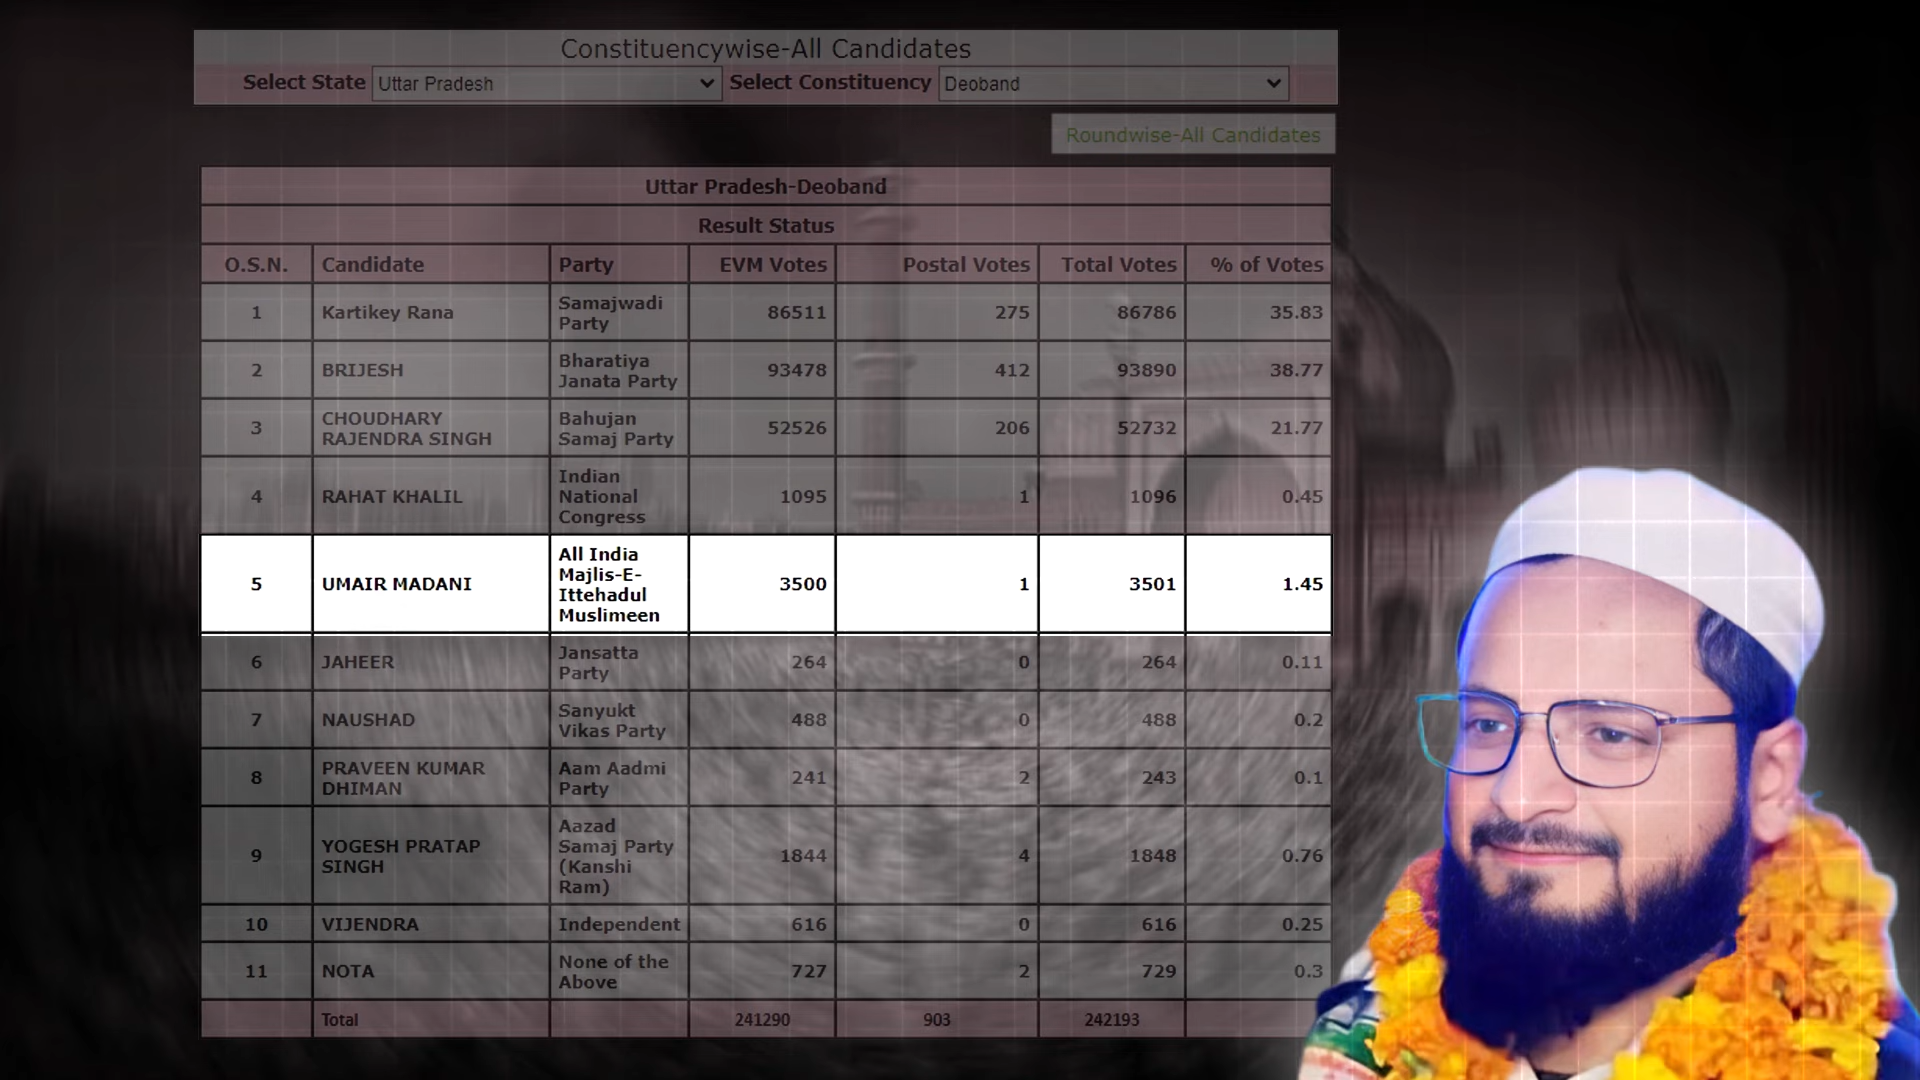 Constituencywise-All Candidates
Select State Uttar Pradesh Select Constituency Deoband
Roundwise-All Candidates
Uttar Pradesh-Deoband
Result Status
O.S.N. Candidate Party EVM Votes Postal Votes Total Votes % of Votes
1 Kartikey Rana Samajwadi Party 86511 275 86786 35.83
2 BRIJESH Bharatiya Janata Party 93478 412 93890 38.77
3 CHOUDHARY RAJENDRA SINGH Bahujan Samaj Party 52526 206 52732 21.77
4 RAHAT KHALIL Indian National Congress 1095 1 1096 0.45
5 UMAIR MADANI All India Majlis-E-Ittehadul Muslimeen 3500 1 3501 1.45
6 JAHEER Jansatta Party 264 0 264 0.11
7 NAUSHAD Sanyukt Vikas Party 488 0 488 0.2
8 PRAVEEN KUMAR DHIMAN Aam Aadmi Party 241 2 243 0.1
9 YOGESH PRATAP SINGH Aazad Samaj Party (Kanshi Ram) 1844 4 1848 0.76
10 VIJENDRA Independent 616 0 616 0.25
11 NOTA None of the Above 727 2 729 0.3
Total 241290 903 242193